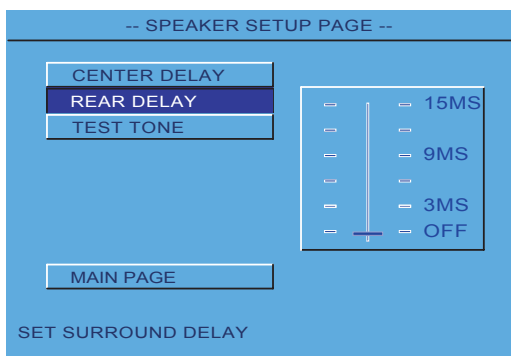 -- SPEAKER SETUP PAGE --
CENTER DELAY
REAR DELAY
TEST TONE
15MS
9MS
3MS
OFF
MAIN PAGE
SET SURROUND DELAY